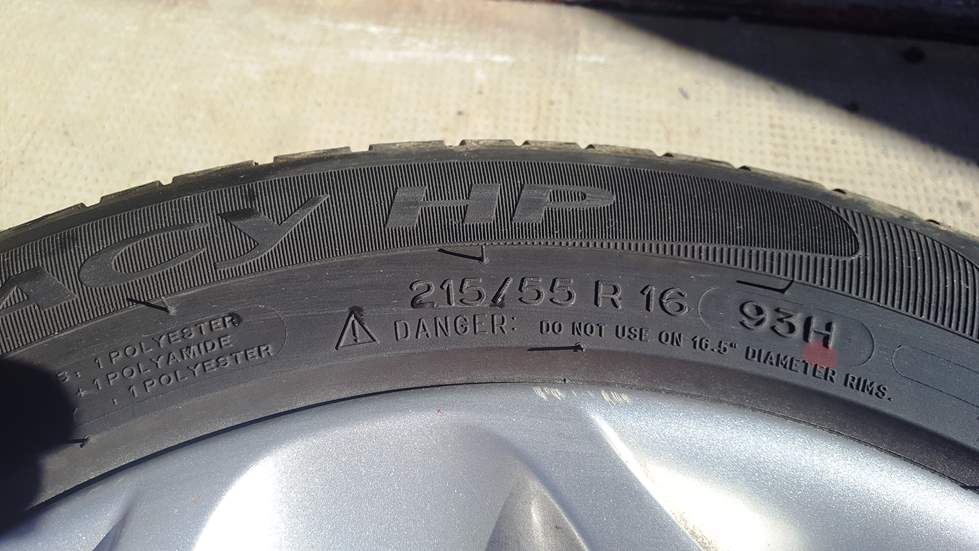 ACY HP
215/55 R 16 93H
DANGER: DO NOT USE ON 16.5" DIAMETER RIMS.
: 1 POLYESTER
+ 1 POLYAMIDE
: 1 POLYESTER